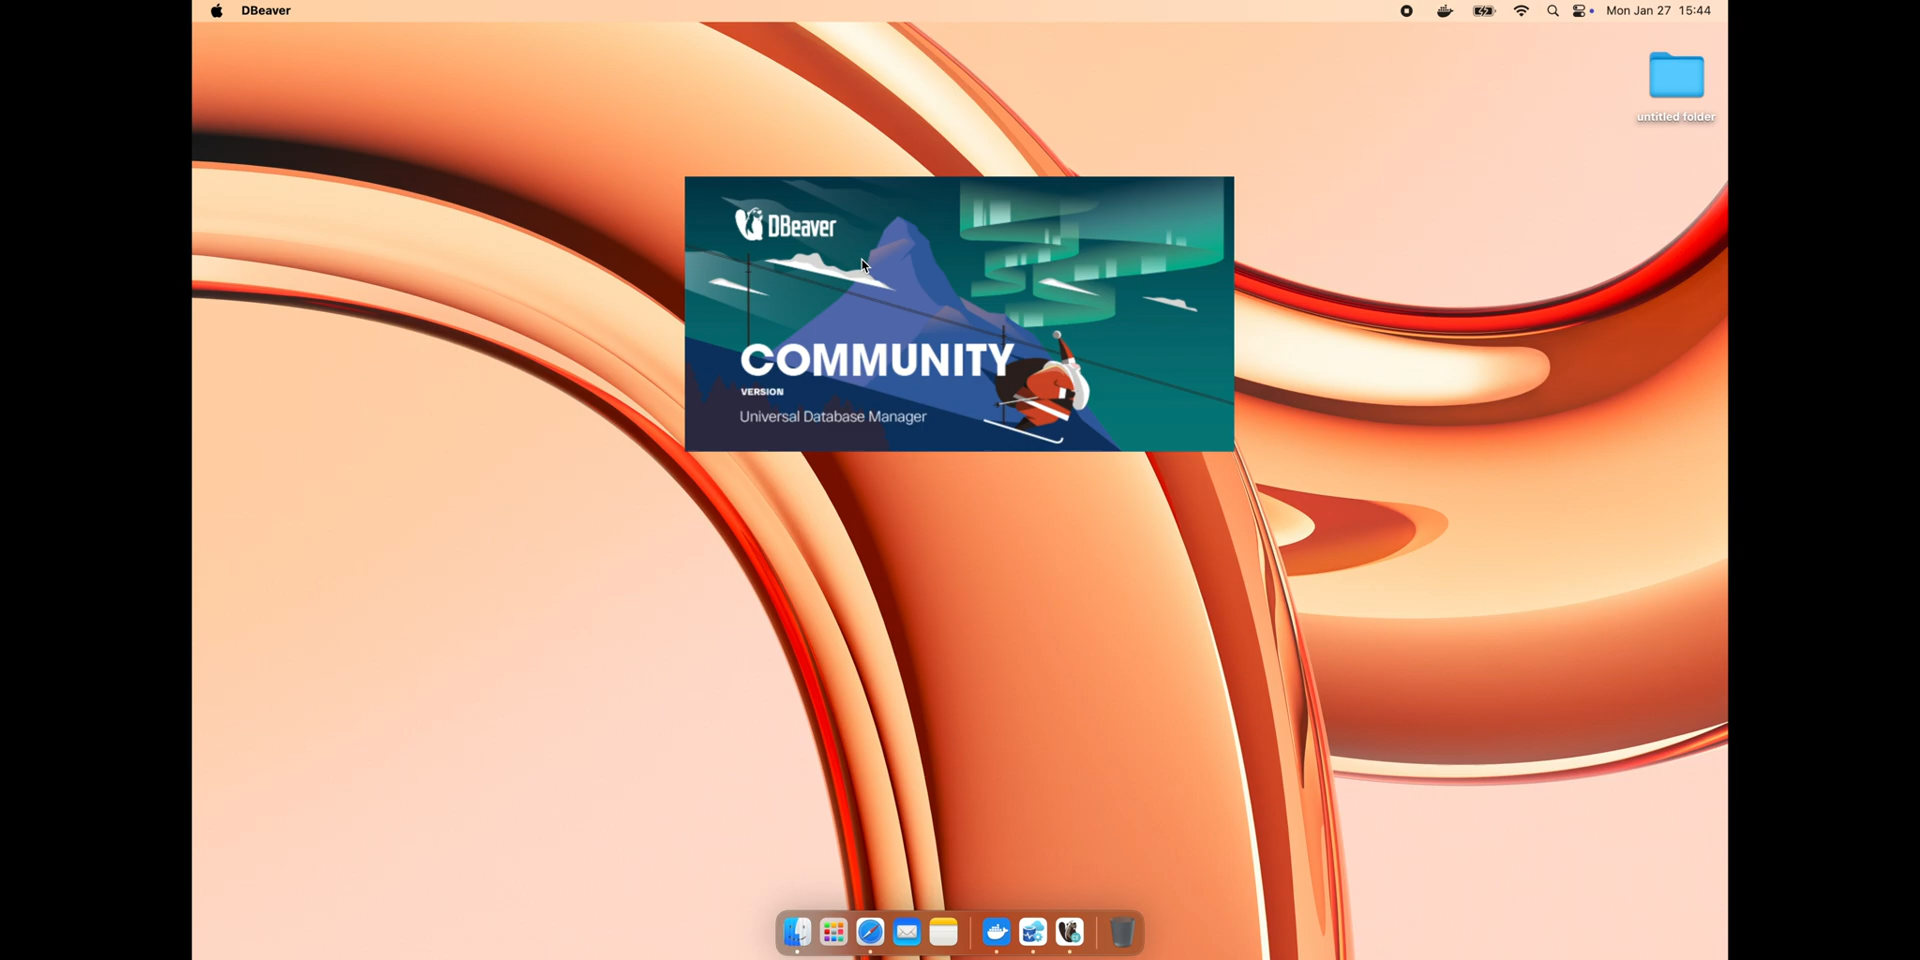 DBeaver
Mon Jan 27 15:44
untitled folder
DBeaver
COMMUNITY
VERSION
Universal Database Manager